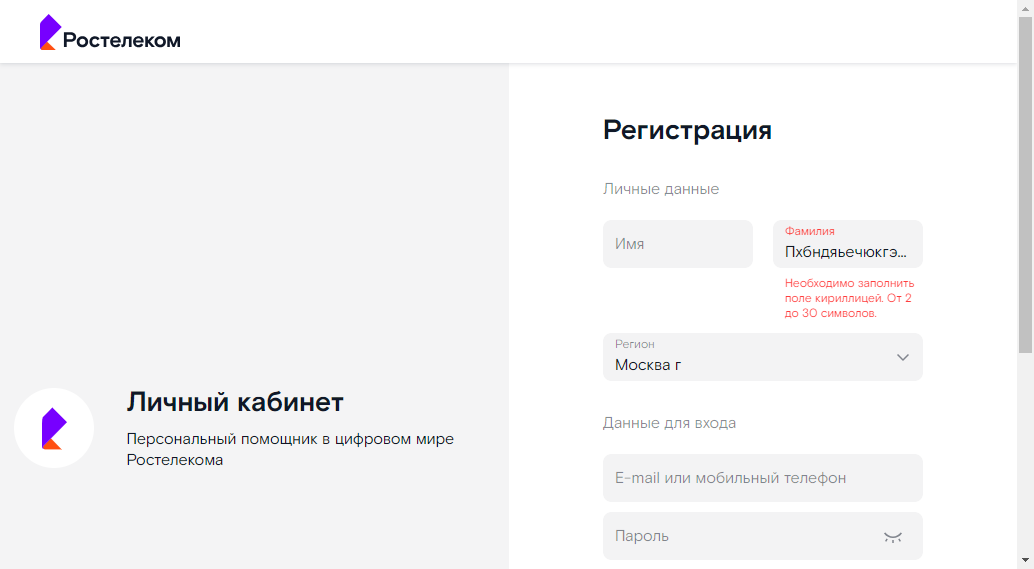 Ростелеком
Регистрация
Личные данные
Имя
Фамилия
Пхбндяьечюкгэ...
Необходимо заполнить
поле кириллицей. От 2
до 30 символов.
Регион
Москва г
Личный кабинет
Персональный помощник в цифровом мире
Ростелекома
Данные для входа
E-mail или мобильный телефон
Пароль